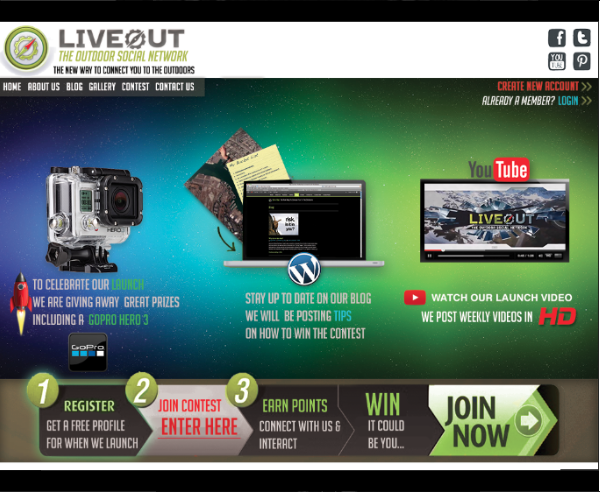 LIVEOUT
THE OUTDOOR SOCIAL NETWORK
THE NEW WAY TO CONNECT YOU TO THE OUTDOORS
HOME ABOUT US BLOG GALLERY CONTEST CONTACT US
CREATE NEW ACCOUNT >>
ALREADY A MEMBER? LOGIN >>
YouTube
HERO3
LIVEOUT
TO CELEBRATE OUR LAUNCH
WE ARE GIVING AWAY GREAT PRIZES
INCLUDING A GOPRO HERO 3
GoPro
STAY UP TO DATE ON OUR BLOG
WE WILL BE POSTING TIPS
ON HOW TO WIN THE CONTEST
WATCH OUR LAUNCH VIDEO
WE POST WEEKLY VIDEOS IN HD
1 REGISTER
GET A FREE PROFILE
FOR WHEN WE LAUNCH
2 JOIN CONTEST
ENTER HERE
3 EARN POINTS
CONNECT WITH US &
INTERACT
WIN
IT COULD
BE YOU...
JOIN
NOW